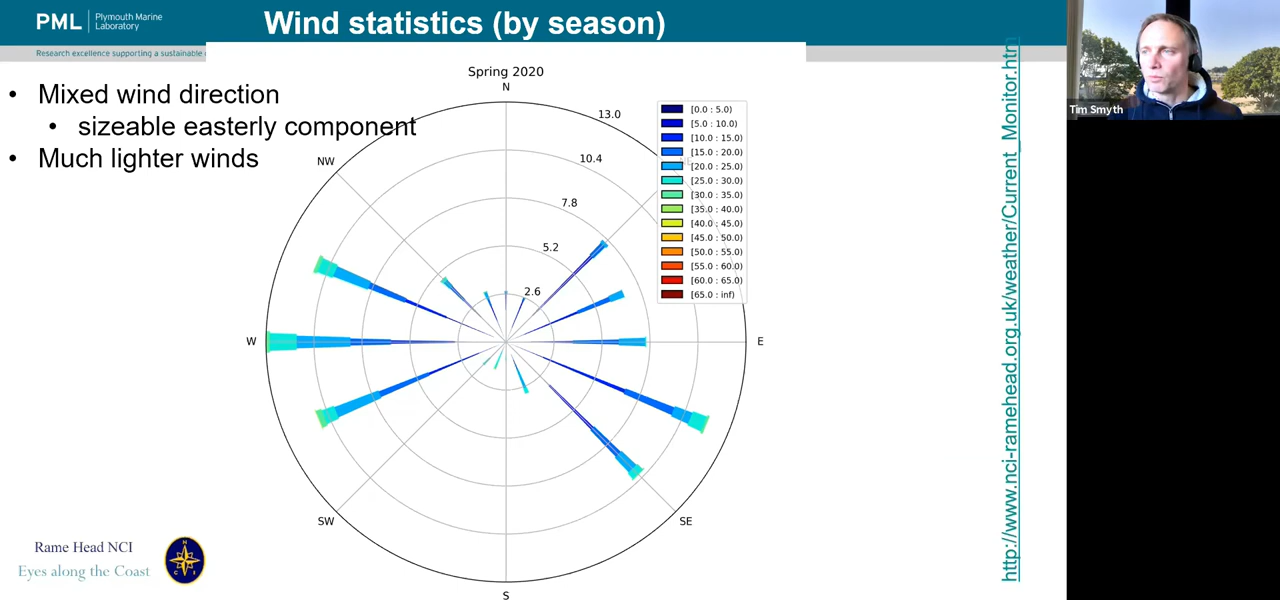 PML Plymouth Marine Laboratory
Wind statistics (by season)
Research excellence supporting a sustainable
Tim Smyth
• Mixed wind direction
• sizeable easterly component
• Much lighter winds
Spring 2020
N
NW
W
SW
S
SE
E
13.0
10.4
7.8
5.2
2.6
[0.0 : 5.0)
[5.0 : 10.0)
[10.0 : 15.0)
[15.0 : 20.0)
[20.0 : 25.0)
[25.0 : 30.0)
[30.0 : 35.0)
[35.0 : 40.0)
[40.0 : 45.0)
[45.0 : 50.0)
[50.0 : 55.0)
[55.0 : 60.0)
[60.0 : 65.0)
[65.0 : inf)
http://www.nci-ramehead.org.uk/weather/Current_Monitor.htm
Rame Head NCI
Eyes along the Coast